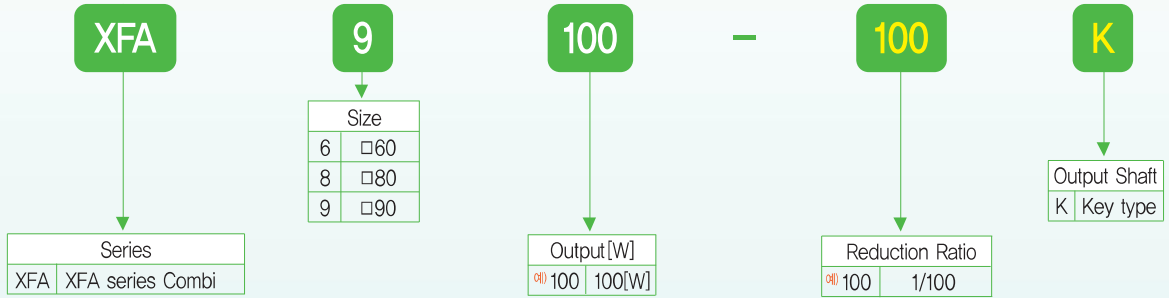 XFA 9 100 - 100 K
Size
6 □60
8 □80
9 □90
Output Shaft
K Key type
Series
XFA XFA series Combi
Output[W]
예) 100 100[W]
Reduction Ratio
예) 100 1/100